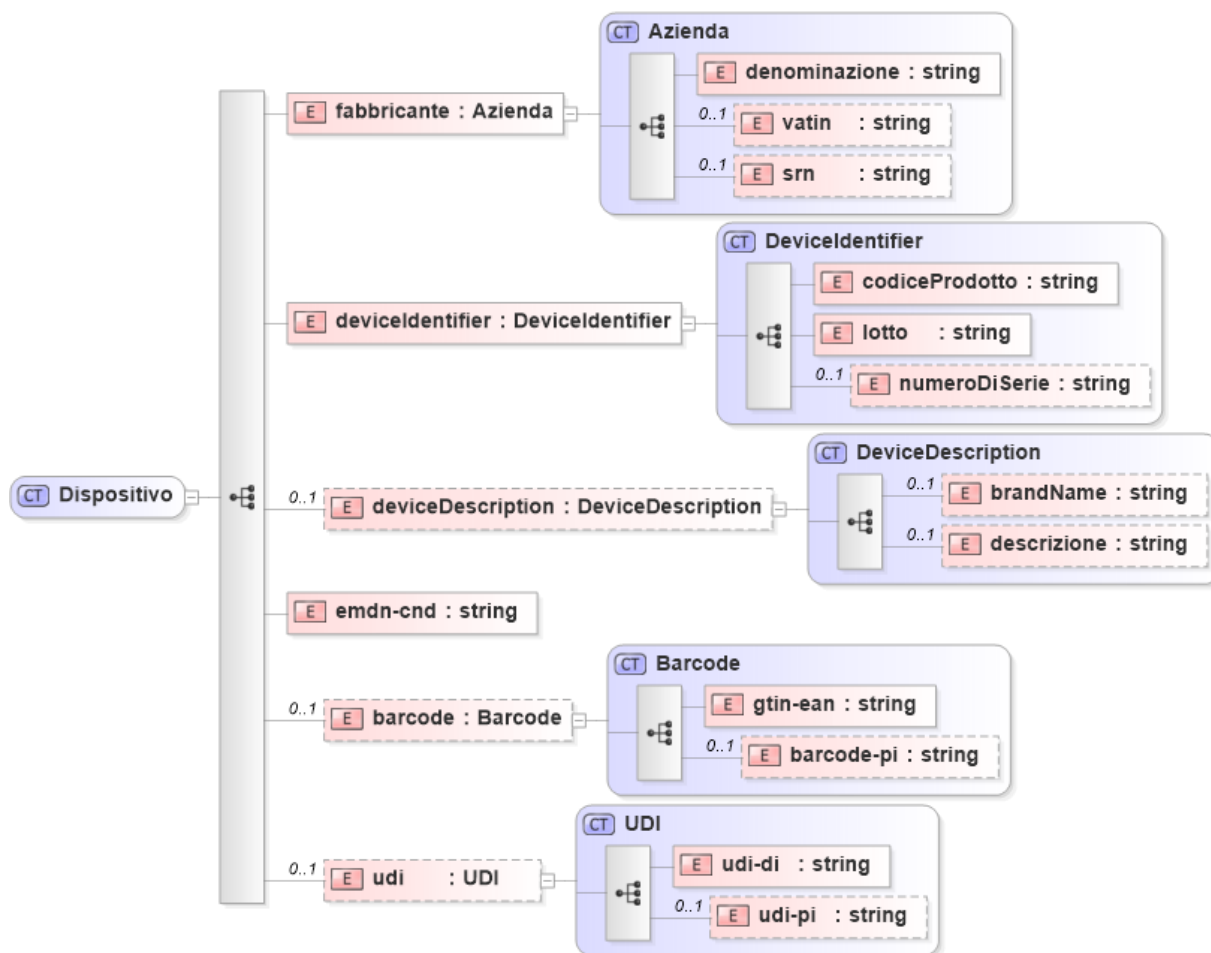 CT Azienda
E denominazione : string
E fabbricante : Azienda
0..1 E vatin : string
0..1 E srn : string
CT DeviceIdentifier
E codiceProdotto : string
E deviceIdentifier : DeviceIdentifier
E lotto : string
0..1 E numeroDiSerie : string
CT DeviceDescription
0..1 E brandName : string
CT Dispositivo
0..1 E deviceDescription : DeviceDescription
0..1 E descrizione : string
E emdn-cnd : string
CT Barcode
E gtin-ean : string
0..1 E barcode : Barcode
0..1 E barcode-pi : string
CT UDI
E udi-di : string
0..1 E udi : UDI
0..1 E udi-pi : string